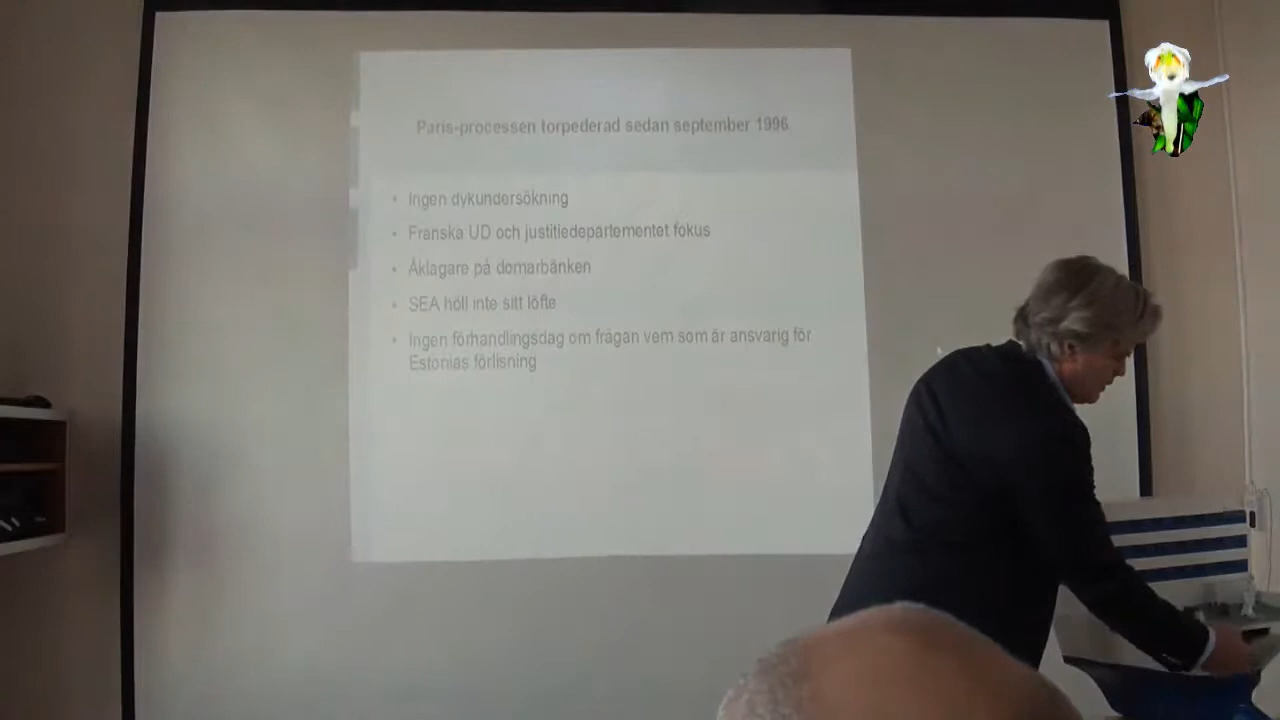 Paris-processen torpederad sedan september 1996
• Ingen dykundersökning
• Franska UD och justitiedepartementet fokus
• Åklagare på domarbänken
• SEA höll inte sitt löfte
• Ingen förhandlingsdag om frågan vem som är ansvarig för
Estonias förlisning